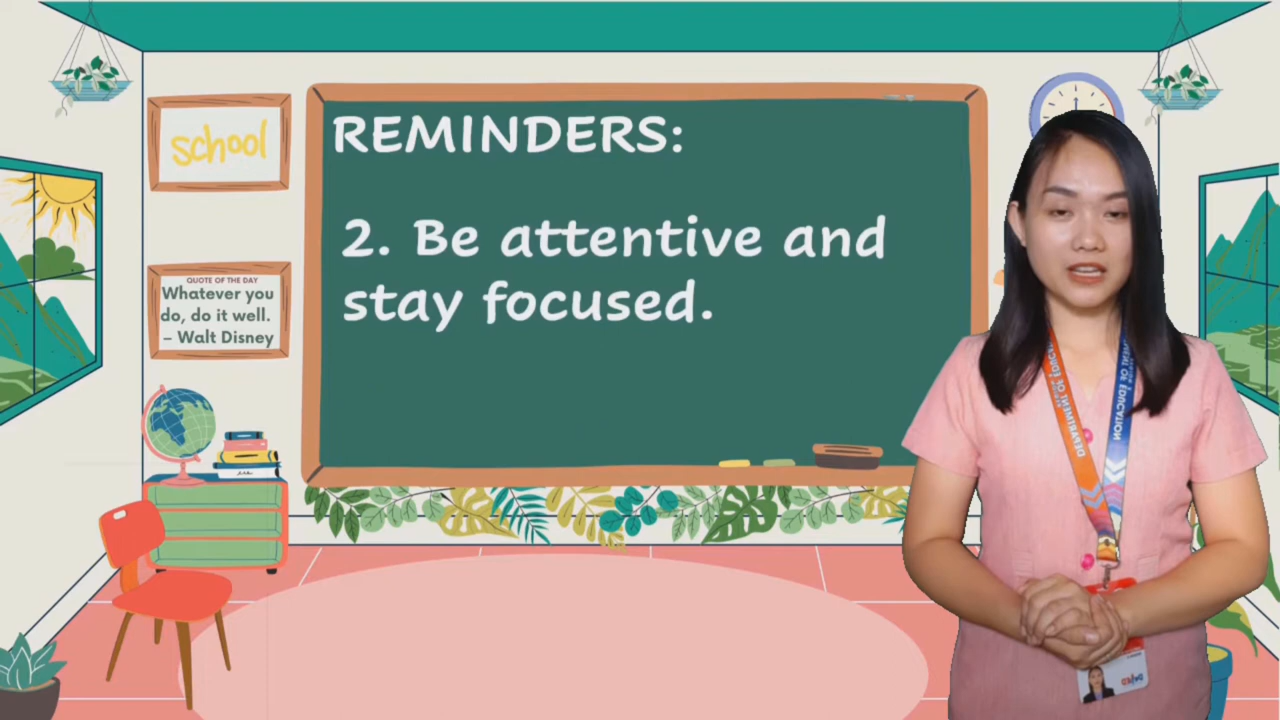 school
QUOTE OF THE DAY
Whatever you
do, do it well.
– Walt Disney
REMINDERS:
2. Be attentive and
stay focused.
DEPARTMENT OF EDUCATION